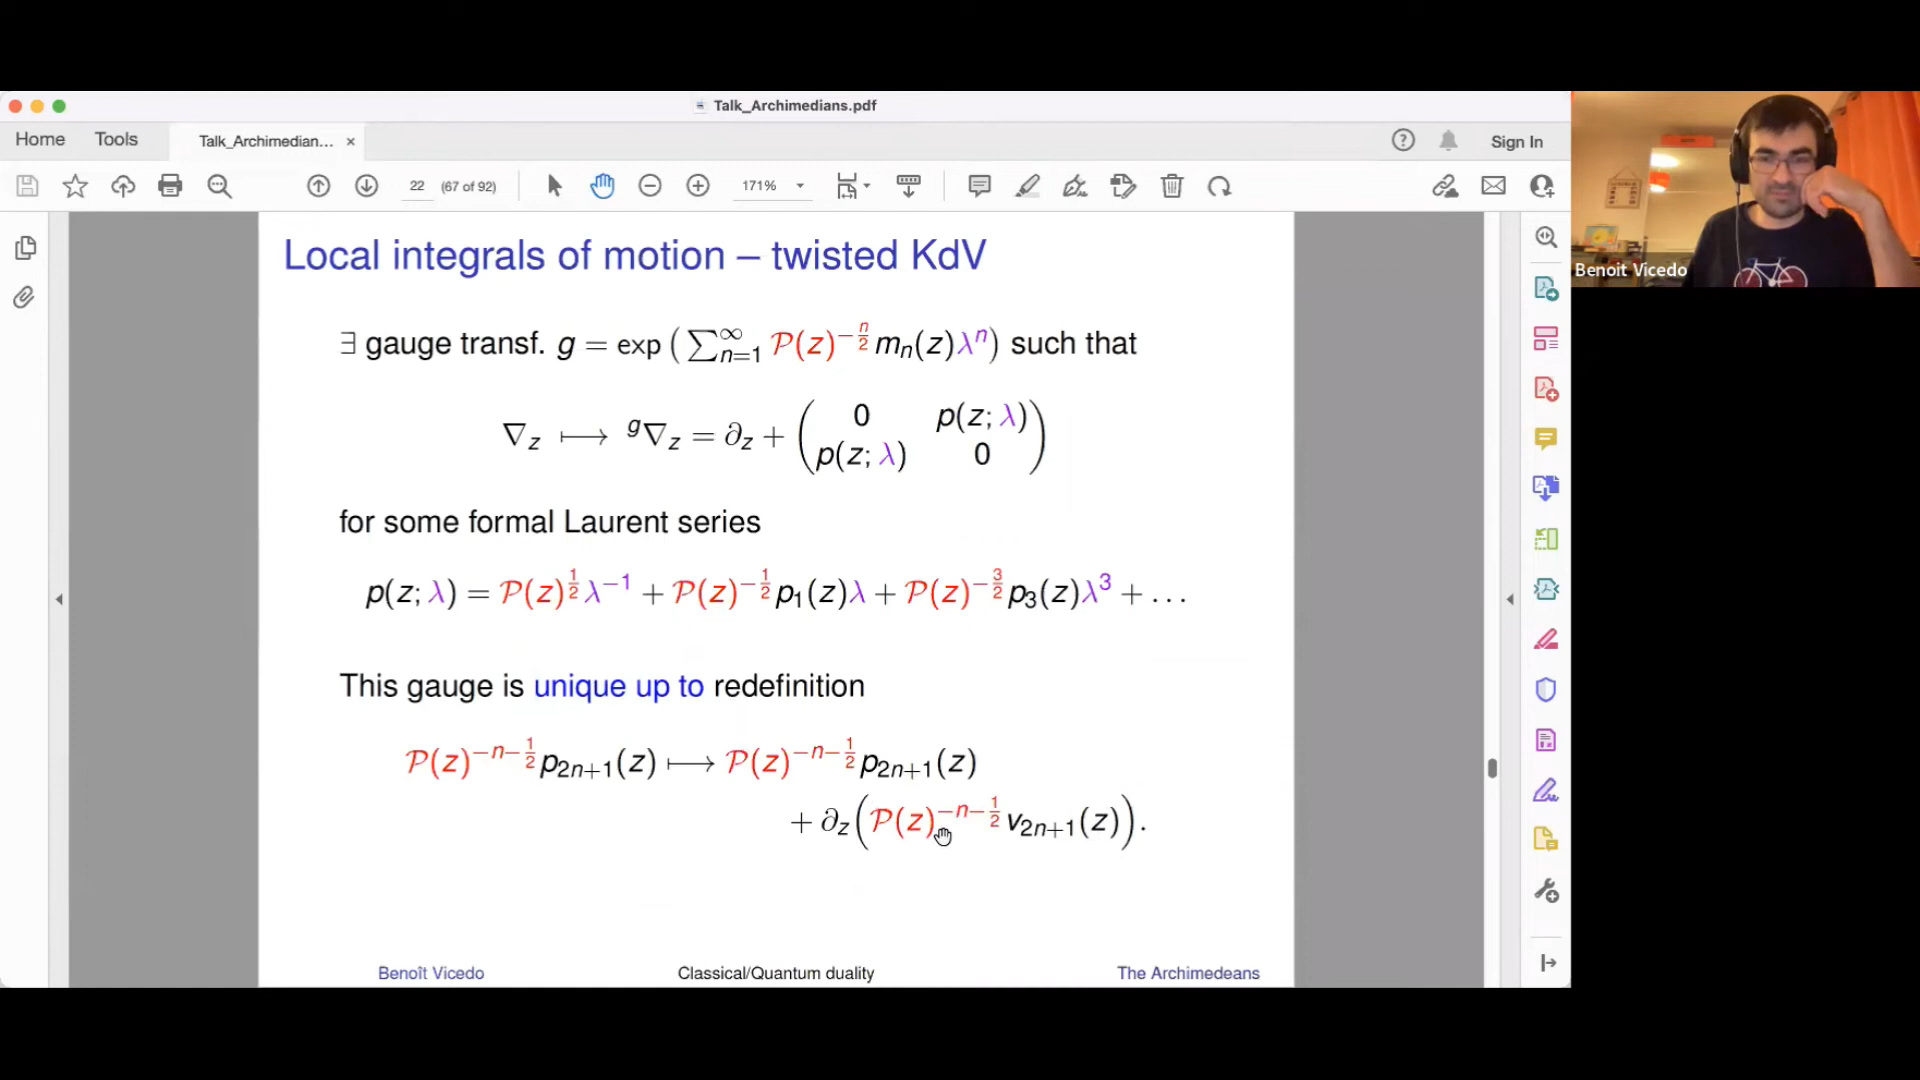 Talk_Archimedians.pdf
Home Tools Talk_Archimedian... × Sign In
22 (67 of 92) 171%
Benoit Vicedo
Local integrals of motion – twisted KdV
∃ gauge transf. g = exp ( ∑_{n=1}^{∞} 𝒫(z)^{−n/2} m_n(z)λ^n ) such that
∇_z ⟼ ^g∇_z = ∂_z + ( 0 p(z; λ)
p(z; λ) 0 )
for some formal Laurent series
p(z; λ) = 𝒫(z)^{1/2} λ^{−1} + 𝒫(z)^{−1/2} p_1(z)λ + 𝒫(z)^{−3/2} p_3(z)λ^3 + …
This gauge is unique up to redefinition
𝒫(z)^{−n−1/2} p_{2n+1}(z) ⟼ 𝒫(z)^{−n−1/2} p_{2n+1}(z)
+ ∂_z ( 𝒫(z)^{−n−1/2} v_{2n+1}(z) ).
Benoît Vicedo Classical/Quantum duality The Archimedeans